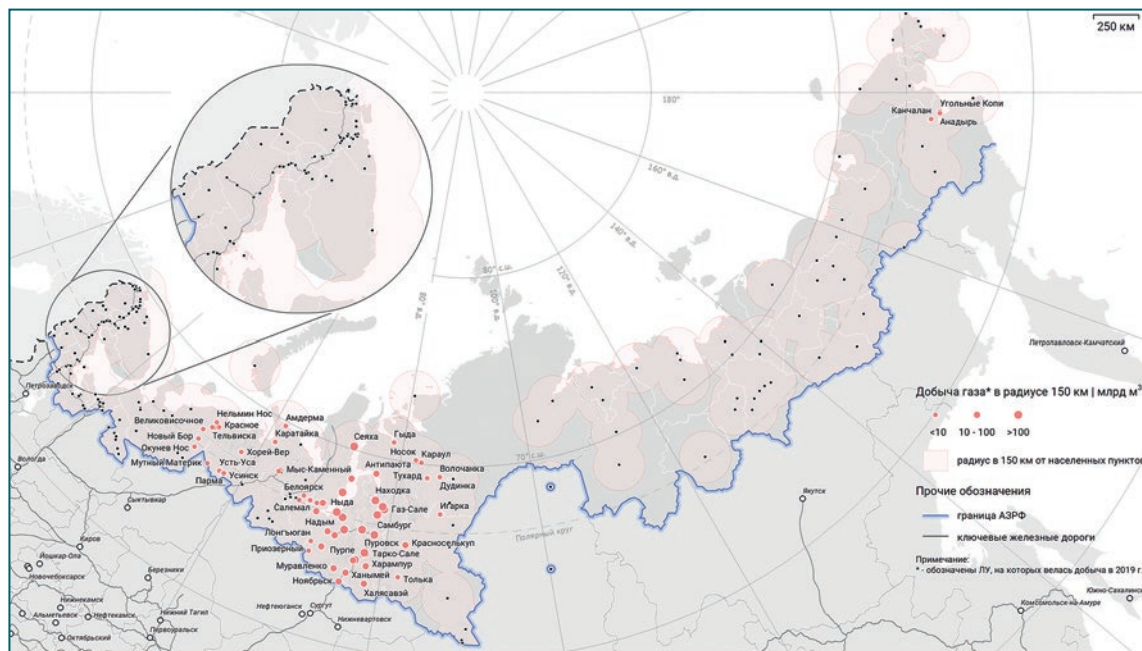 250 км
180°
160° в.д.
140° в.д.
120° в.д.
100° в.д.
80° в.д.
80° с.ш.
70° с.ш.
Полярный круг
Канчалан
Угольные Копи
Анадырь
Петропавловск-Камчатский
Петрозаводск
Вологда
Сыктывкар
Киров
Йошкар-Ола
Новочебоксарск
Березники
Нижнекамск
Нижний Тагил
Альметьевск
Набережные Челны
Октябрьский
Первоуральск
Нефтеюганск
Сургут
Нижневартовск
Якутск
Комсомольск-на-Амуре
Южно-Сахалинск
Нельмин Нос
Великовисочное
Красное
Амдерма
Тельвиска
Каратайка
Новый Бор
Окунев Нос
Хорей-Вер
Мутный Материк
Усть-Уса
Парма
Усинск
Мыс-Каменный
Сеяха
Гыда
Носок
Караул
Антипаюта
Тухард
Волочанка
Дудинка
Белоярск
Находка
Салемал
Ныда
Газ-Сале
Игарка
Надым
Самбург
Лонгъюган
Пуровск
Красноселькуп
Приозерный
Пурпе
Тарко-Сале
Муравленко
Харампур
Ханымей
Толька
Ноябрьск
Халясавэй
Добыча газа* в радиусе 150 км | млрд м³
<10
10 - 100
>100
радиус в 150 км от населенных пунктов
Прочие обозначения
граница АЗРФ
ключевые железные дороги
Примечание:
* - обозначены ЛУ, на которых велась добыча в 2019 г.